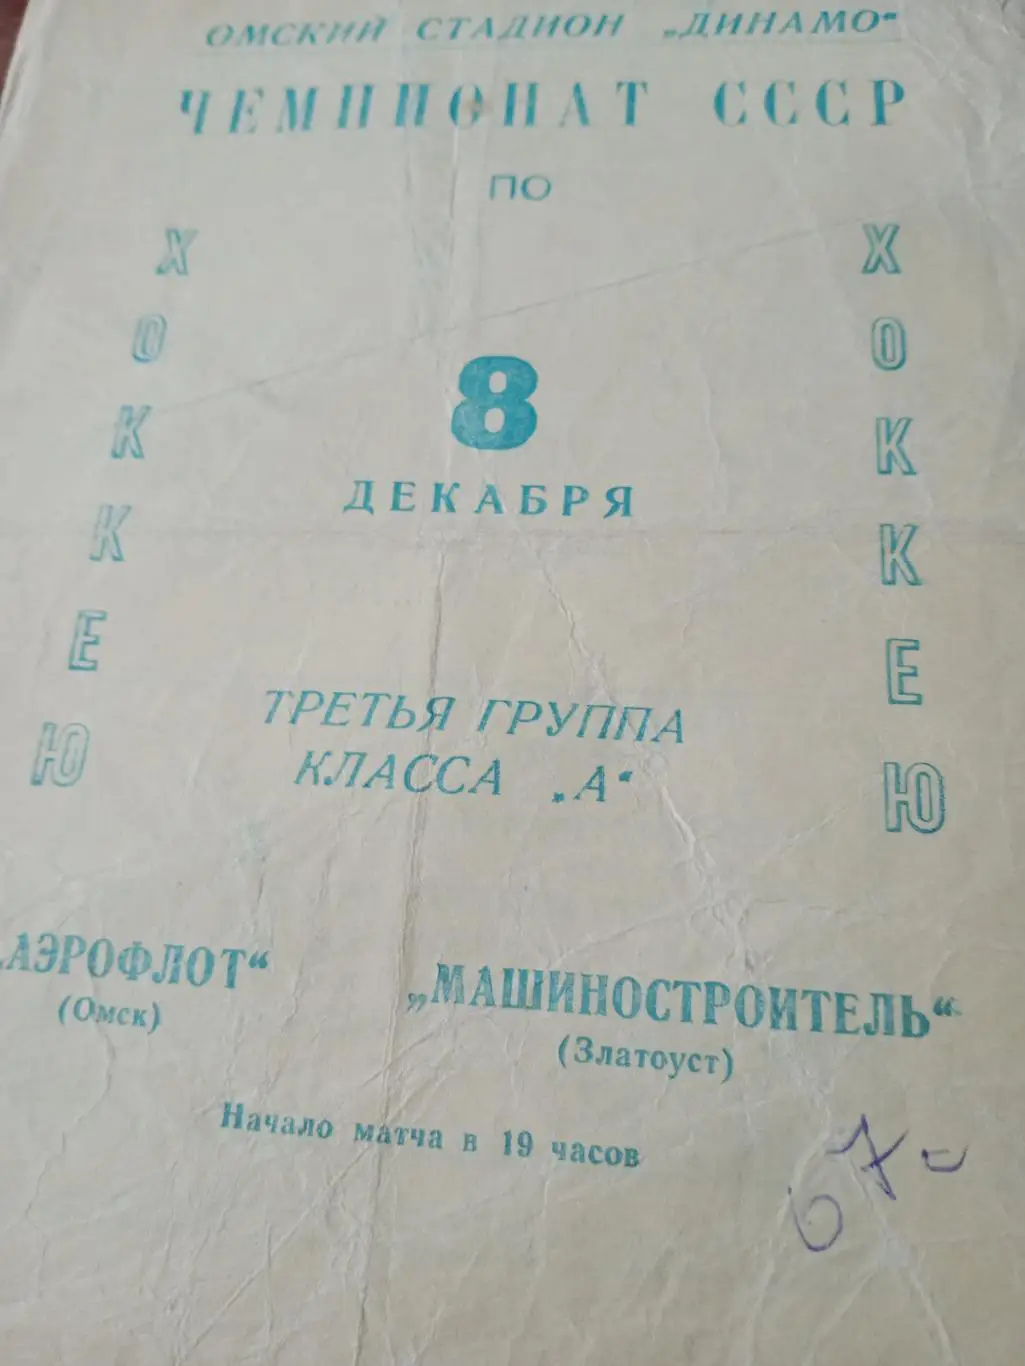 ОМСКИЙ СТАДИОН „ДИНАМО“
ЧЕМПИОНАТ СССР
ПО
ХОККЕЮ
ХОККЕЮ
8
ДЕКАБРЯ
ТРЕТЬЯ ГРУППА
КЛАССА „А“
„АЭРОФЛОТ“
(Омск)
„МАШИНОСТРОИТЕЛЬ“
(Златоуст)
Начало матча в 19 часов
67=